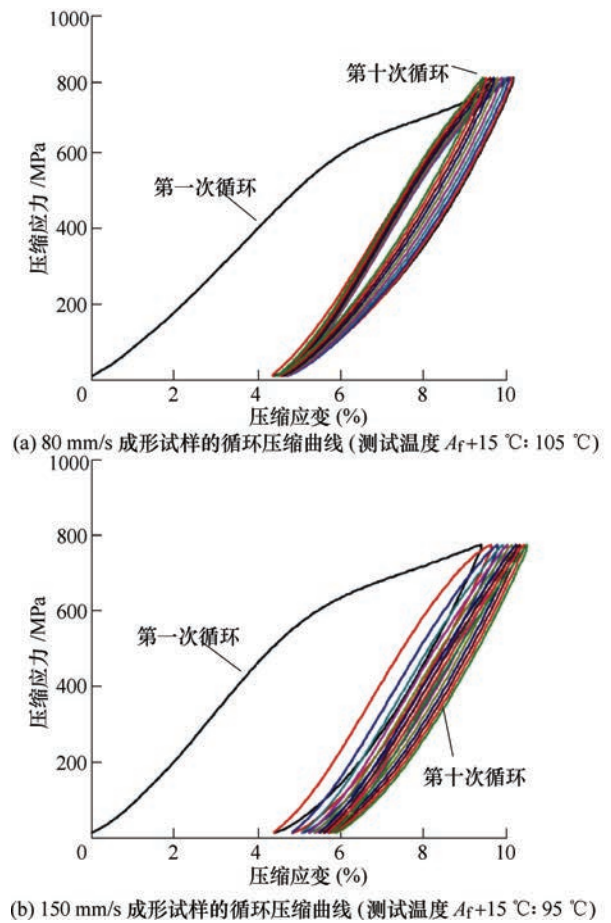 1000
800
600
400
200
0
2
4
6
8
10
压缩应力 /MPa
第十次循环
第一次循环
压缩应变 (%)
(a) 80 mm/s 成形试样的循环压缩曲线 (测试温度 Af+15 ℃: 105 ℃)
1000
800
600
400
200
0
2
4
6
8
10
压缩应力 /MPa
第一次循环
第十次循环
压缩应变 (%)
(b) 150 mm/s 成形试样的循环压缩曲线 (测试温度 Af+15 ℃: 95 ℃)